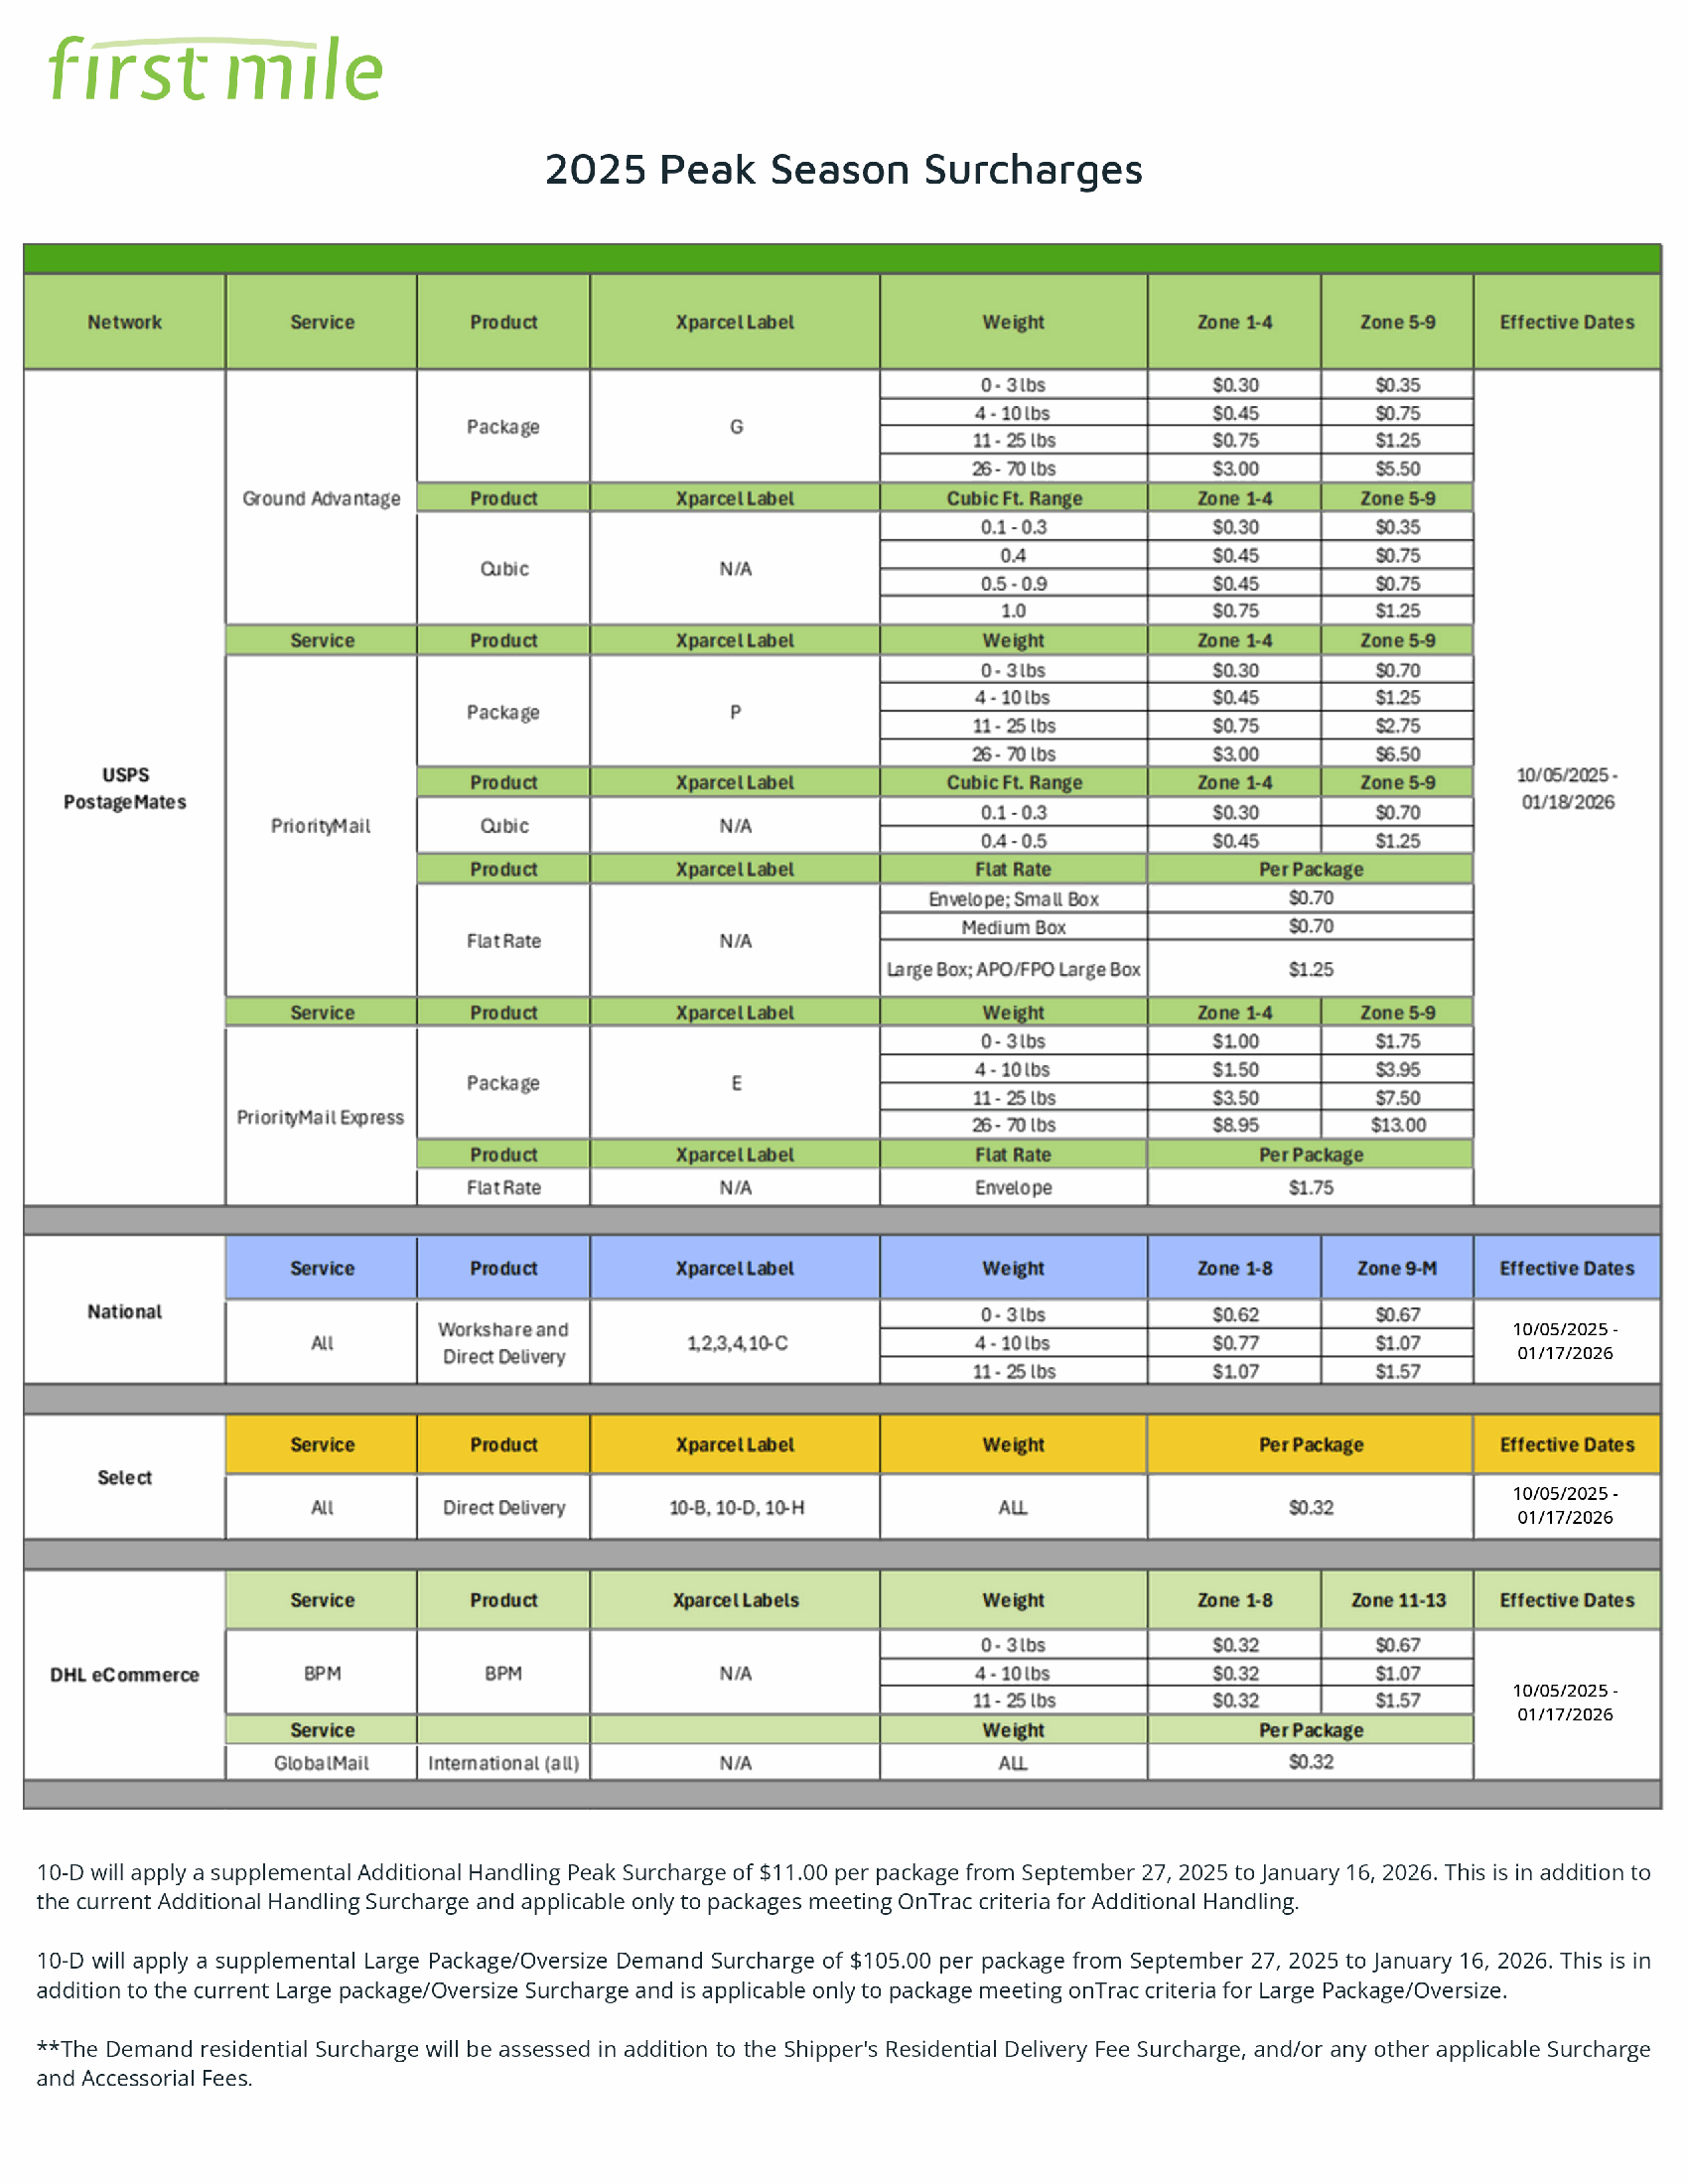 first mile
2025 Peak Season Surcharges
Network Service Product Xparcel Label Weight Zone 1-4 Zone 5-9 Effective Dates
USPS PostageMates
10/05/2025 - 01/18/2026
Ground Advantage
Package G
0 - 3 lbs $0.30 $0.35
4 - 10 lbs $0.45 $0.75
11 - 25 lbs $0.75 $1.25
26 - 70 lbs $3.00 $5.50
Product Xparcel Label Cubic Ft. Range Zone 1-4 Zone 5-9
Cubic N/A
0.1 - 0.3 $0.30 $0.35
0.4 $0.45 $0.75
0.5 - 0.9 $0.45 $0.75
1.0 $0.75 $1.25
Service Product Xparcel Label Weight Zone 1-4 Zone 5-9
PriorityMail
Package P
0 - 3 lbs $0.30 $0.70
4 - 10 lbs $0.45 $1.25
11 - 25 lbs $0.75 $2.75
26 - 70 lbs $3.00 $6.50
Product Xparcel Label Cubic Ft. Range Zone 1-4 Zone 5-9
Cubic N/A
0.1 - 0.3 $0.30 $0.70
0.4 - 0.5 $0.45 $1.25
Product Xparcel Label Flat Rate Per Package
Flat Rate N/A
Envelope; Small Box $0.70
Medium Box $0.70
Large Box; APO/FPO Large Box $1.25
Service Product Xparcel Label Weight Zone 1-4 Zone 5-9
PriorityMail Express
Package E
0 - 3 lbs $1.00 $1.75
4 - 10 lbs $1.50 $3.95
11 - 25 lbs $3.50 $7.50
26 - 70 lbs $8.95 $13.00
Product Xparcel Label Flat Rate Per Package
Flat Rate N/A Envelope $1.75
National
Service Product Xparcel Label Weight Zone 1-8 Zone 9-M Effective Dates
All Workshare and Direct Delivery 1,2,3,4,10-C
0 - 3 lbs $0.62 $0.67
4 - 10 lbs $0.77 $1.07
11 - 25 lbs $1.07 $1.57
10/05/2025 - 01/17/2026
Select
Service Product Xparcel Label Weight Per Package Effective Dates
All Direct Delivery 10-B, 10-D, 10-H ALL $0.32
10/05/2025 - 01/17/2026
DHL eCommerce
Service Product Xparcel Labels Weight Zone 1-8 Zone 11-13 Effective Dates
BPM BPM N/A
0 - 3 lbs $0.32 $0.67
4 - 10 lbs $0.32 $1.07
11 - 25 lbs $0.32 $1.57
10/05/2025 - 01/17/2026
Service Weight Per Package
GlobalMail International (all) N/A ALL $0.32
10-D will apply a supplemental Additional Handling Peak Surcharge of $11.00 per package from September 27, 2025 to January 16, 2026. This is in addition to
the current Additional Handling Surcharge and applicable only to packages meeting OnTrac criteria for Additional Handling.
10-D will apply a supplemental Large Package/Oversize Demand Surcharge of $105.00 per package from September 27, 2025 to January 16, 2026. This is in
addition to the current Large package/Oversize Surcharge and is applicable only to package meeting onTrac criteria for Large Package/Oversize.
**The Demand residential Surcharge will be assessed in addition to the Shipper's Residential Delivery Fee Surcharge, and/or any other applicable Surcharge
and Accessorial Fees.